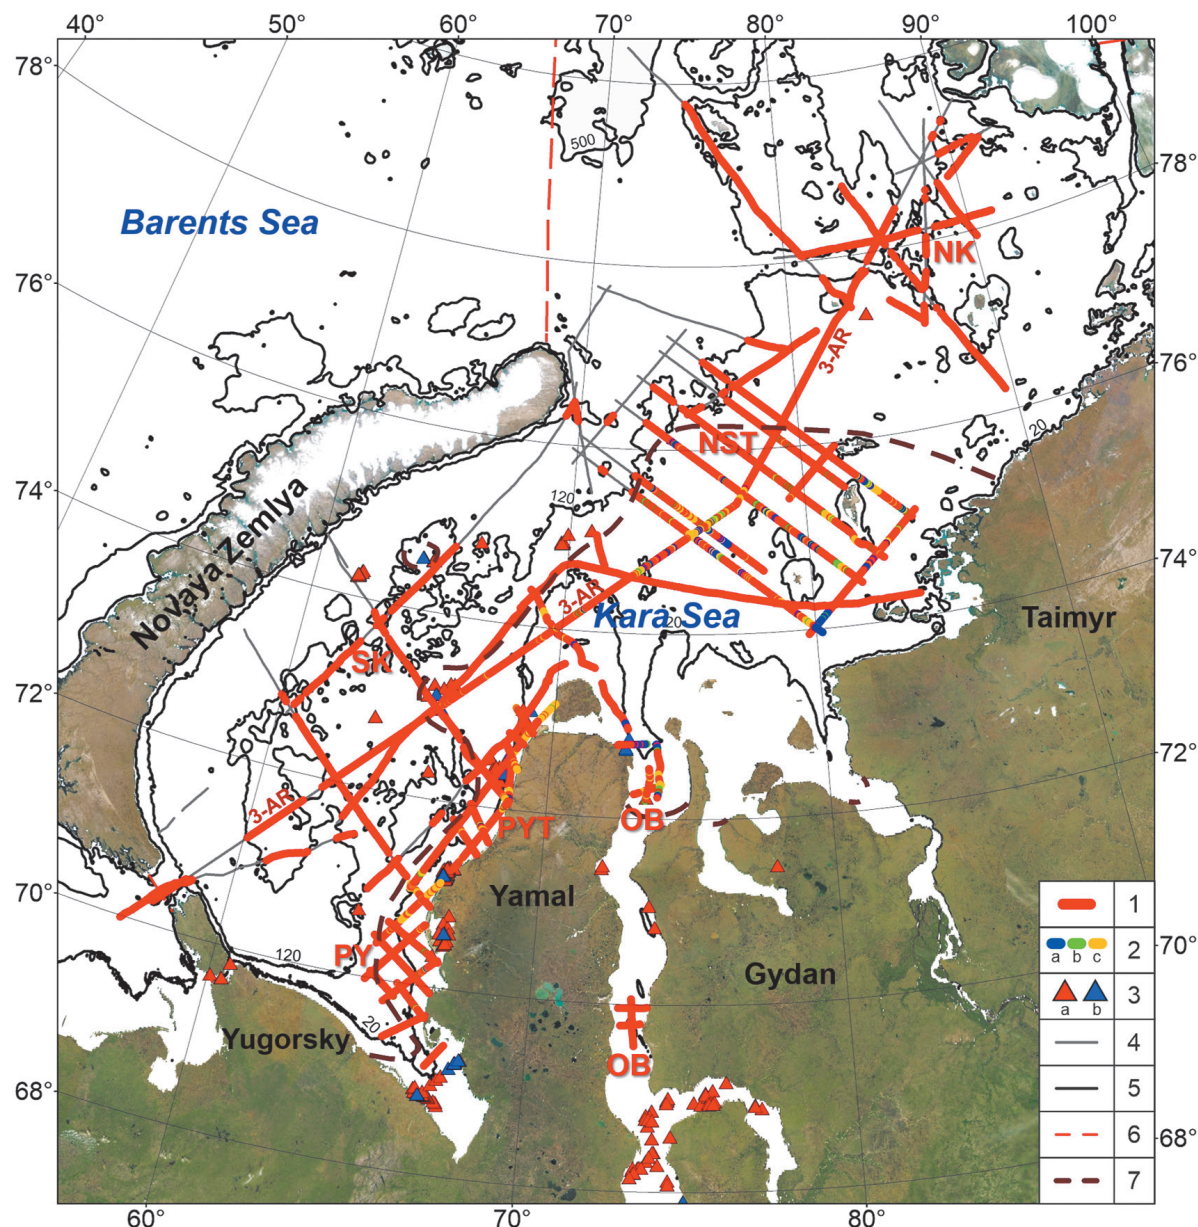 40° 50° 60° 70° 80° 90° 100°
78°
500
78°
Barents Sea
NK
76°
3-AR
76°
NST
20
74°
120
74°
Novaya Zemlya
3-AR
Kara Sea
20
Taimyr
SK
72°
72°
3-AR
PYT
OB
70°
Yamal
1
PY
120
Gydan
70°
a b c 2
20
Yugorsky
a b 3
4
OB
5
68°
6
68°
7
60° 70° 80°